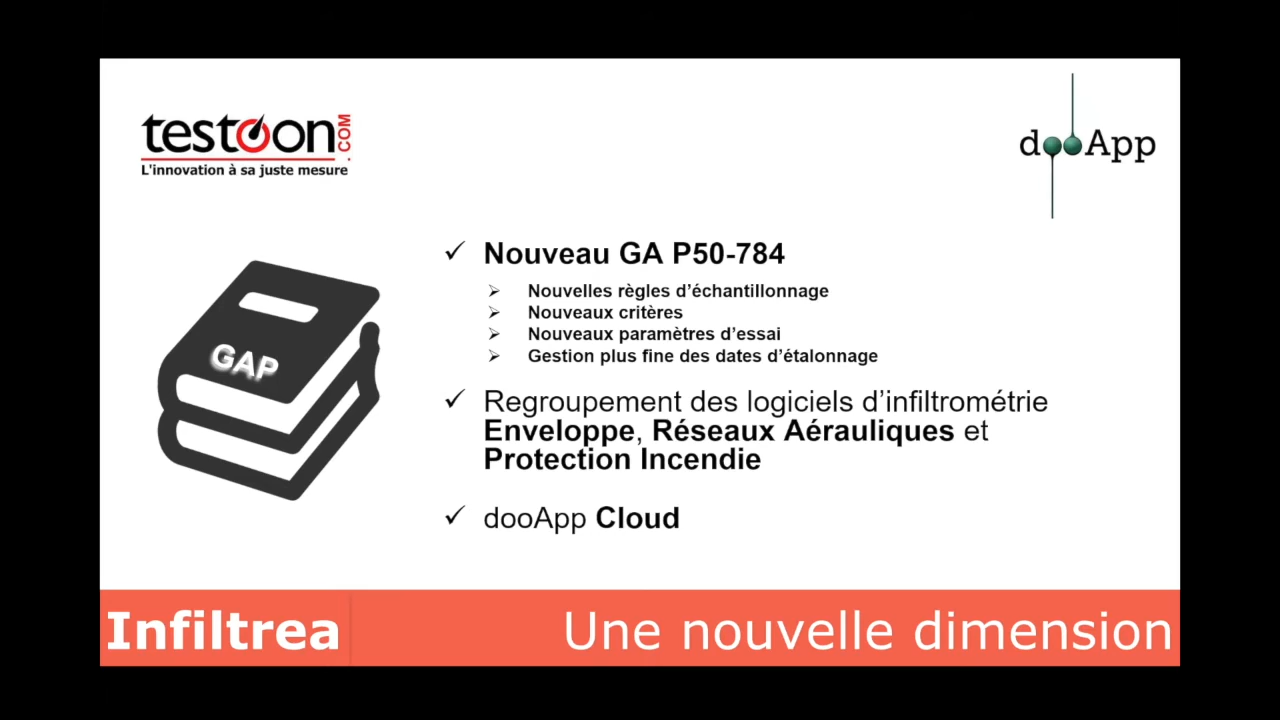 testoon.COM
L'innovation à sa juste mesure
dooApp
GAP
Nouveau GA P50-784
Nouvelles règles d'échantillonnage
Nouveaux critères
Nouveaux paramètres d'essai
Gestion plus fine des dates d'étalonnage
Regroupement des logiciels d'infiltrométrie
Enveloppe, Réseaux Aérauliques et
Protection Incendie
dooApp Cloud
Infiltrea
Une nouvelle dimension